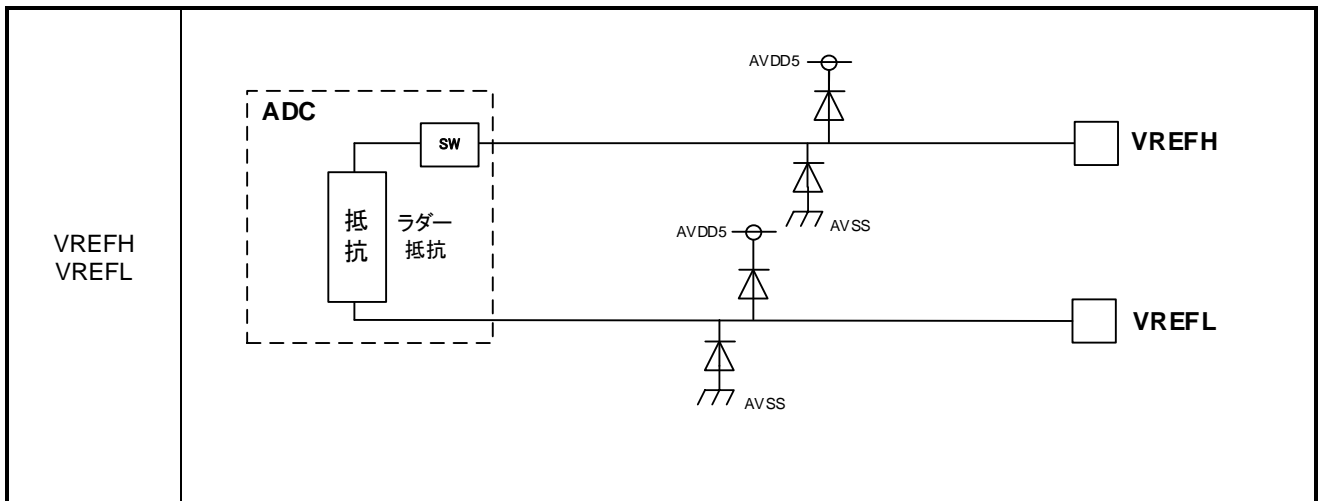 VREFH
VREFL
ADC
SW
抵
抗
ラダー
抵抗
AVDD5
VREFH
AVSS
AVDD5
VREFL
AVSS